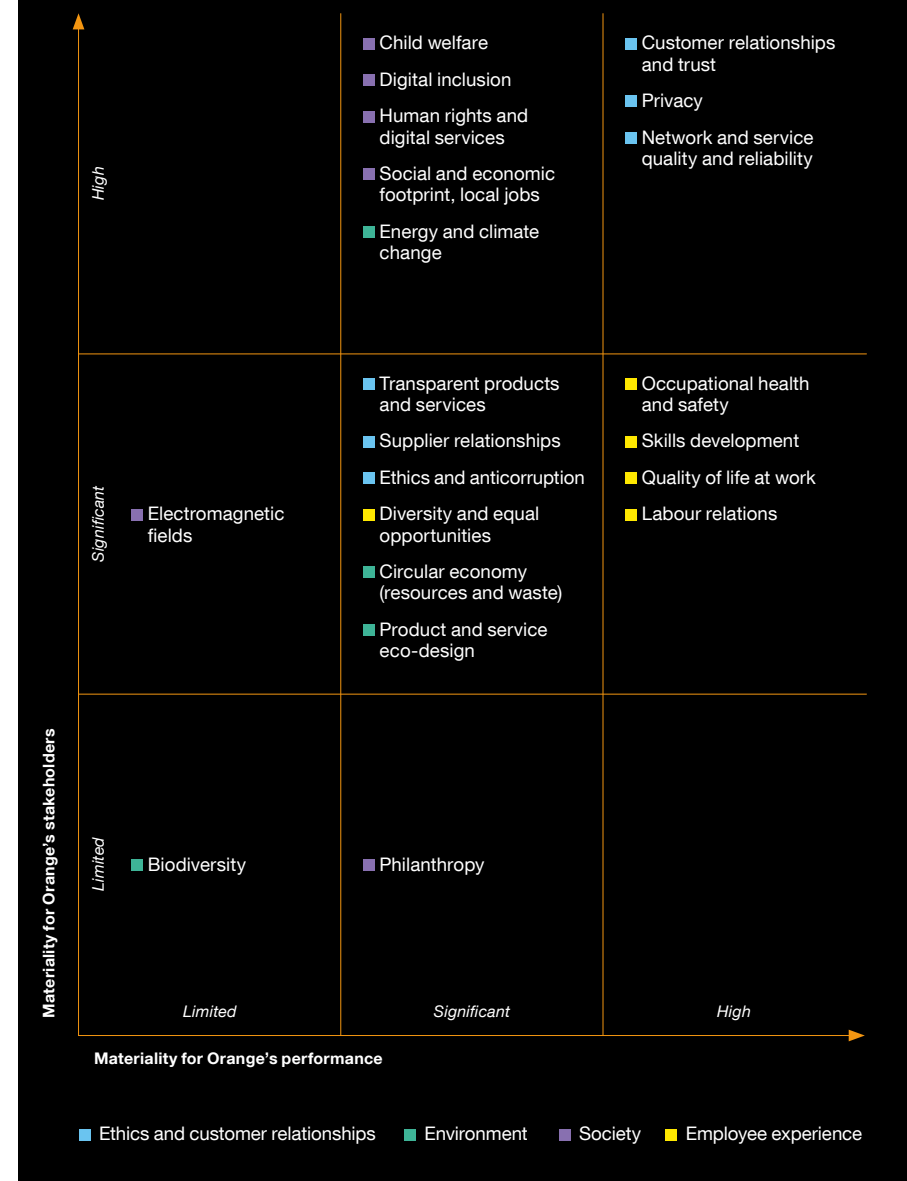 High
Child welfare
Digital inclusion
Human rights and
digital services
Social and economic
footprint, local jobs
Energy and climate
change
Customer relationships
and trust
Privacy
Network and service
quality and reliability
Significant
Electromagnetic
fields
Transparent products
and services
Supplier relationships
Ethics and anticorruption
Diversity and equal
opportunities
Circular economy
(resources and waste)
Product and service
eco-design
Occupational health
and safety
Skills development
Quality of life at work
Labour relations
Materiality for Orange's stakeholders
Limited
Biodiversity
Philanthropy
Limited
Significant
High
Materiality for Orange's performance
Ethics and customer relationships
Environment
Society
Employee experience